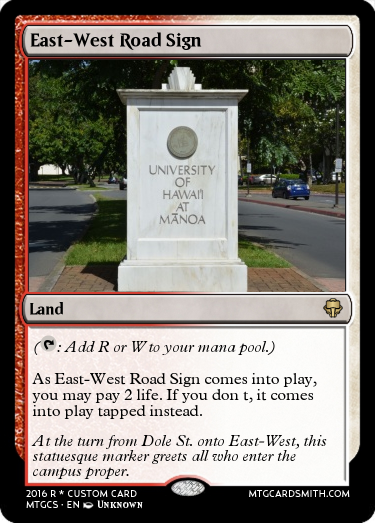 East-West Road Sign
UNIVERSITY
OF
HAWAI'I
AT
MĀNOA
Land
(: Add R or W to your mana pool.)
As East-West Road Sign comes into play,
you may pay 2 life. If you don t, it comes
into play tapped instead.
At the turn from Dole St. onto East-West, this
statuesque marker greets all who enter the
campus proper.
2016 R * CUSTOM CARD
MTGCS · EN Unknown
MTGCARDSMITH.COM